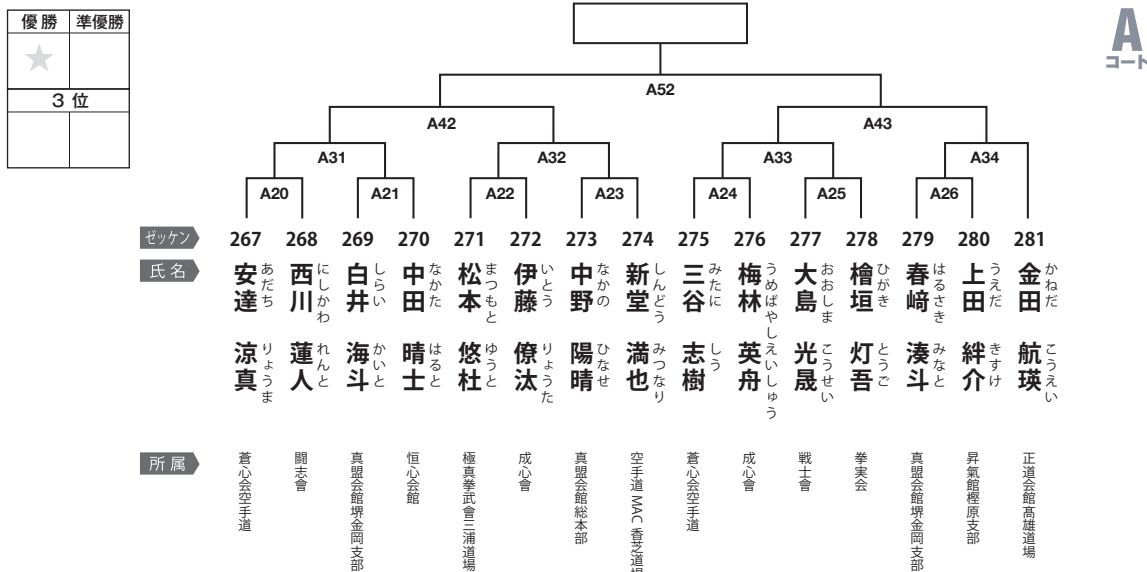 優 勝 準優勝
★
3 位
A
コート
A52
A42 A43
A31 A32 A33 A34
A20 A21 A22 A23 A24 A25 A26
ゼッケン 267 268 269 270 271 272 273 274 275 276 277 278 279 280 281
氏 名
安達 涼真 あだち りょうま
西川 蓮人 にしかわ れんと
白井 海斗 しらい かいと
中田 晴士 なかた はると
松本 悠杜 まつもと ゆうと
伊藤 僚汰 いとう りょうた
中野 陽晴 なかの ひなせ
新堂 満也 しんどう みつなり
三谷 志樹 みたに しう
梅林 英舟 うめばやし えいしゅう
大島 光晟 おおしま こうせい
檜垣 灯吾 ひがき とうご
春﨑 湊斗 はるさき みなと
上田 絆介 うえだ きすけ
金田 航瑛 かねだ こうえい
所 属
蒼心会空手道
闘志會
真盟会館堺金岡支部
恒心会館
極真拳武會三浦道場
成心會
真盟会館総本部
空手道 MAC 香芝道場
蒼心会空手道
成心會
戦士會
拳実会
真盟会館堺金岡支部
昇氣館橿原支部
正道会館髙雄道場